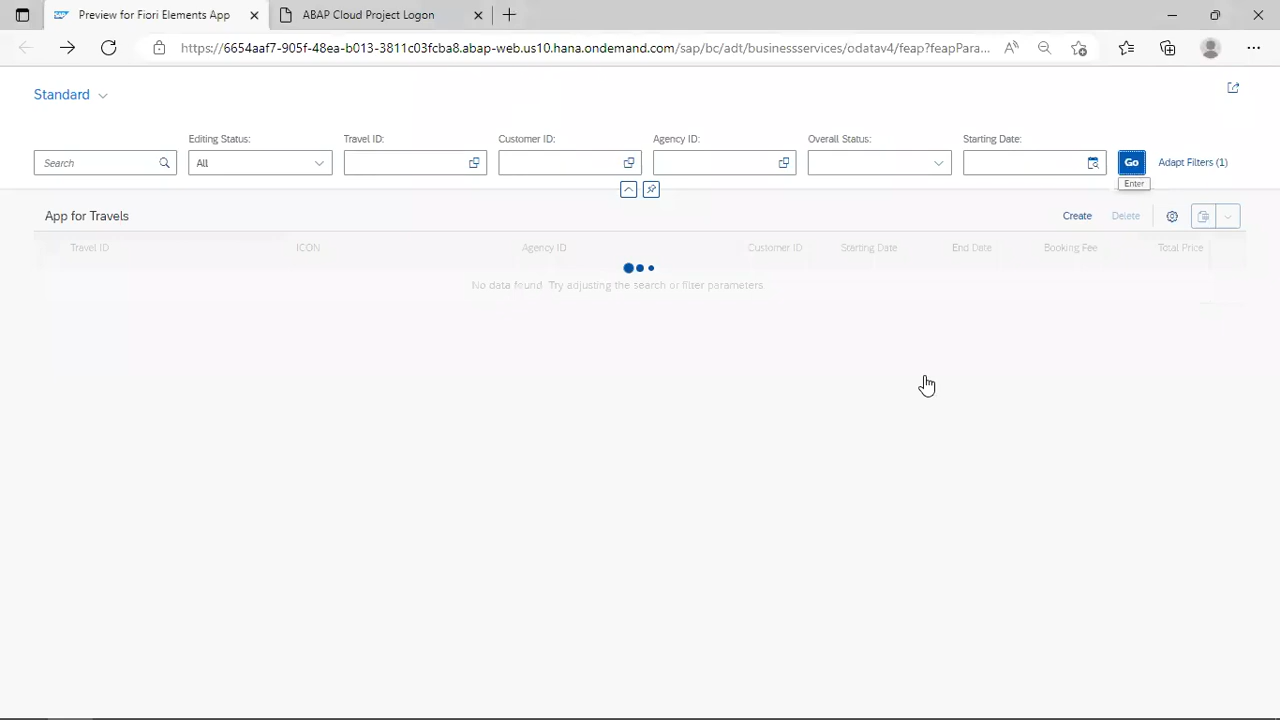 Preview for Fiori Elements App
ABAP Cloud Project Logon
https://6654aaf7-905f-48ea-b013-3811c03fcba8.abap-web.us10.hana.ondemand.com/sap/bc/adt/businessservices/odatav4/feap?feapPara...
Standard
Editing Status: Travel ID: Customer ID: Agency ID: Overall Status: Starting Date:
Search All Go Adapt Filters (1)
Enter
App for Travels Create Delete
Travel ID ICON Agency ID Customer ID Starting Date End Date Booking Fee Total Price
No data found. Try adjusting the search or filter parameters.